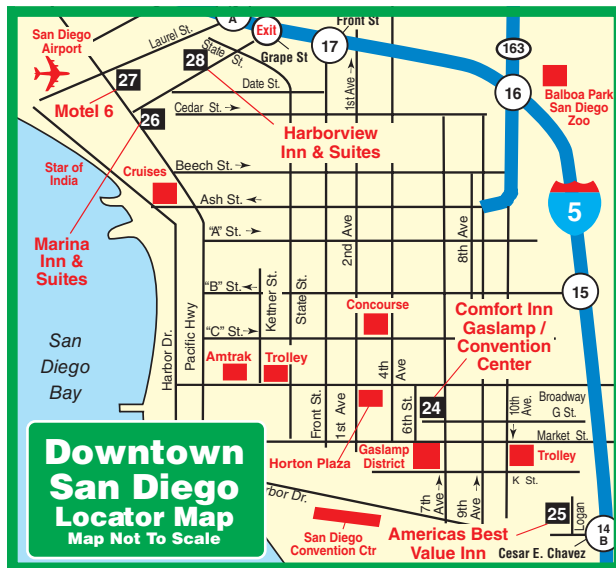 A
Exit
Front St
San Diego
Airport
Laurel St.
State St.
Grape St
17
163
28
27
Date St.
1st Ave
16
Balboa Park
San Diego
Zoo
Motel 6
26
Cedar St.
Harborview
Inn & Suites
Beech St.
Star of
India
Cruises
Ash St.
5
Marina
Inn &
Suites
"A" St.
2nd Ave
8th Ave
"B" St.
Kettner St.
State St.
15
Concourse
Comfort Inn
Gaslamp /
Convention
Center
San
Diego
Bay
Harbor Dr.
Pacific Hwy
"C" St.
Amtrak
Trolley
4th
Ave
Front St.
1st Ave
6th St.
24
10th
Ave.
Broadway
G St.
Market St.
Horton Plaza
Gaslamp
District
Trolley
K St.
Downtown
San Diego
Locator Map
Map Not To Scale
bor Dr.
7th
Ave
9th
Ave
San Diego
Convention Ctr
Americas Best
Value Inn
25
Logan
14
B
Cesar E. Chavez